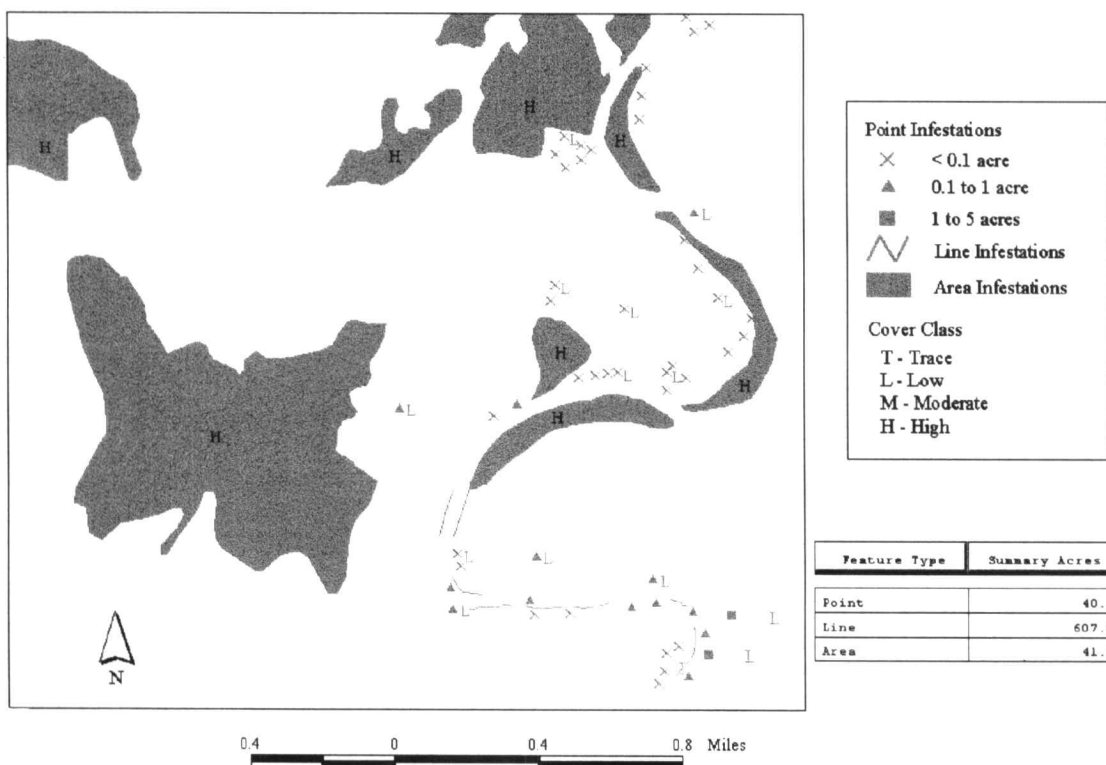 H
H
H
H
L
L
L
L
L
L
L
H
H
H
L
H
H
L
L
L
L
L
L
N
0.4 0 0.4 0.8 Miles
Point Infestations
< 0.1 acre
0.1 to 1 acre
1 to 5 acres
Line Infestations
Area Infestations
Cover Class
T - Trace
L - Low
M - Moderate
H - High
Feature Type Summary Acres
Point 40.
Line 607.
Area 41.